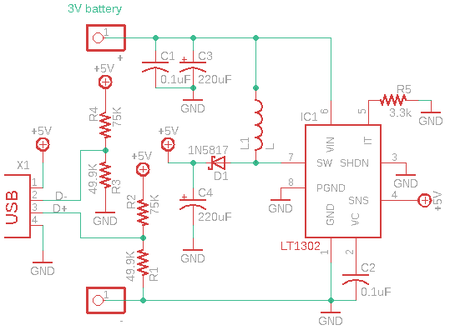 3V battery
1
+
C1
0.1uF
+
C3
220uF
GND
+5V
R4
75K
R3
49.9K
GND
+5V
X1
USB
1
2
3
4
D-
D+
GND
+5V
R2
75K
R1
49.9K
+5V
1N5817
D1
+
C4
220uF
GND
L1
L
IC1
R5
3.3k
GND
6
5
VIN
IT
7
SW
SHDN
3
GND
8
PGND
GND
SNS
4
+5V
GND
VC
LT1302
1
2
C2
0.1uF
GND
1
-